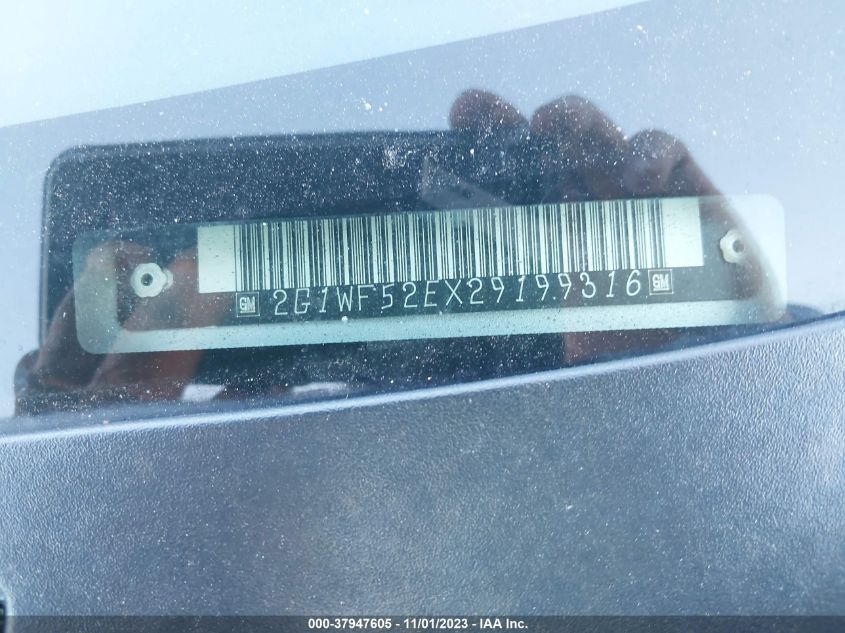 GM 2G1WF52EX29199316 GM
000-37947605 - 11/01/2023 - IAA Inc.